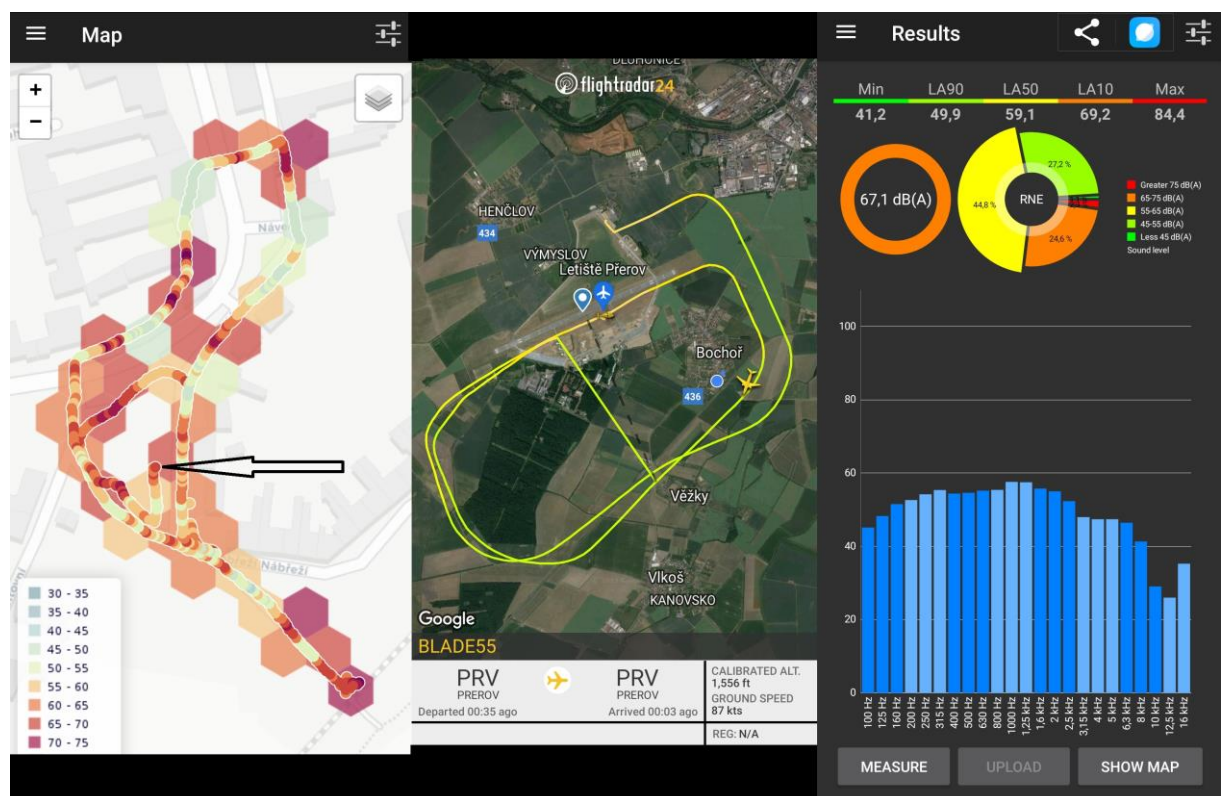 Map
+
−
Náve
Nábřeží
30 - 35
35 - 40
40 - 45
45 - 50
50 - 55
55 - 60
60 - 65
65 - 70
70 - 75
DLUHONICE
flightradar24
HENČLOV
434
VÝMYSLOV
Letiště Přerov
Bochoř
436
Věžky
Vlkoš
KANOVSKO
Google
BLADE55
PRV
PREROV
Departed 00:35 ago
PRV
PREROV
Arrived 00:03 ago
CALIBRATED ALT.
1,556 ft
GROUND SPEED
87 kts
REG: N/A
Results
Min LA90 LA50 LA10 Max
41,2 49,9 59,1 69,2 84,4
67,1 dB(A)
RNE
27,2 %
44,8 %
24,6 %
Greater 75 dB(A)
65-75 dB(A)
55-65 dB(A)
45-55 dB(A)
Less 45 dB(A)
Sound level
100
80
60
40
20
0
100 Hz
125 Hz
160 Hz
200 Hz
250 Hz
315 Hz
400 Hz
500 Hz
630 Hz
800 Hz
1000 Hz
1,25 kHz
1,6 kHz
2 kHz
2,5 kHz
3,15 kHz
4 kHz
5 kHz
6,3 kHz
8 kHz
10 kHz
12,5 kHz
16 kHz
MEASURE UPLOAD SHOW MAP